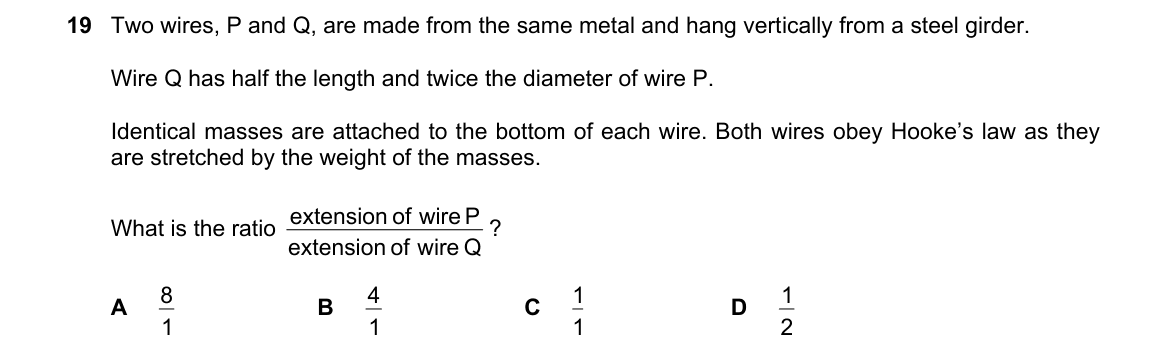 19 Two wires, P and Q, are made from the same metal and hang vertically from a steel girder.
Wire Q has half the length and twice the diameter of wire P.
Identical masses are attached to the bottom of each wire. Both wires obey Hooke's law as they
are stretched by the weight of the masses.
What is the ratio extension of wire P / extension of wire Q ?
A 8/1 B 4/1 C 1/1 D 1/2